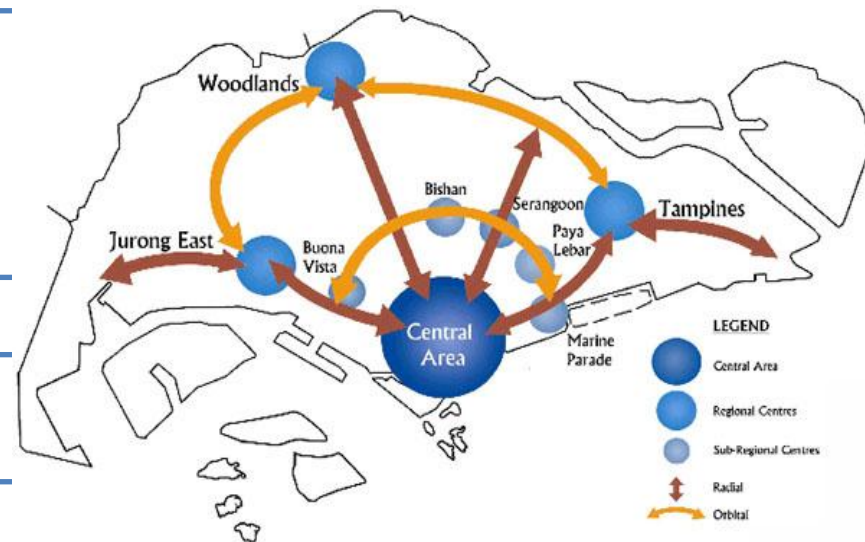 Woodlands
Bishan
Serangoon
Tampines
Paya
Lebar
Jurong East
Buona
Vista
Central
Area
Marine
Parade
LEGEND
Central Area
Regional Centres
Sub-Regional Centres
Radial
Orbital